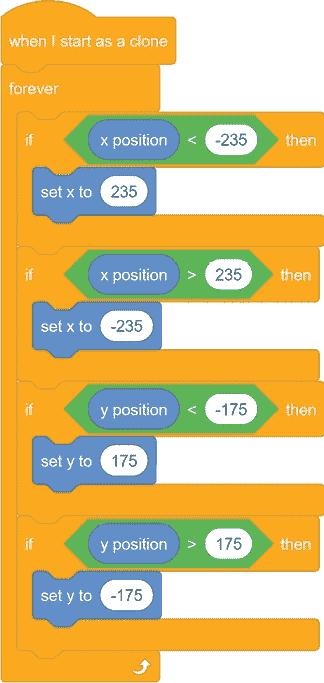 when I start as a clone
forever
if x position < -235 then
set x to 235
if x position > 235 then
set x to -235
if y position < -175 then
set y to 175
if y position > 175 then
set y to -175